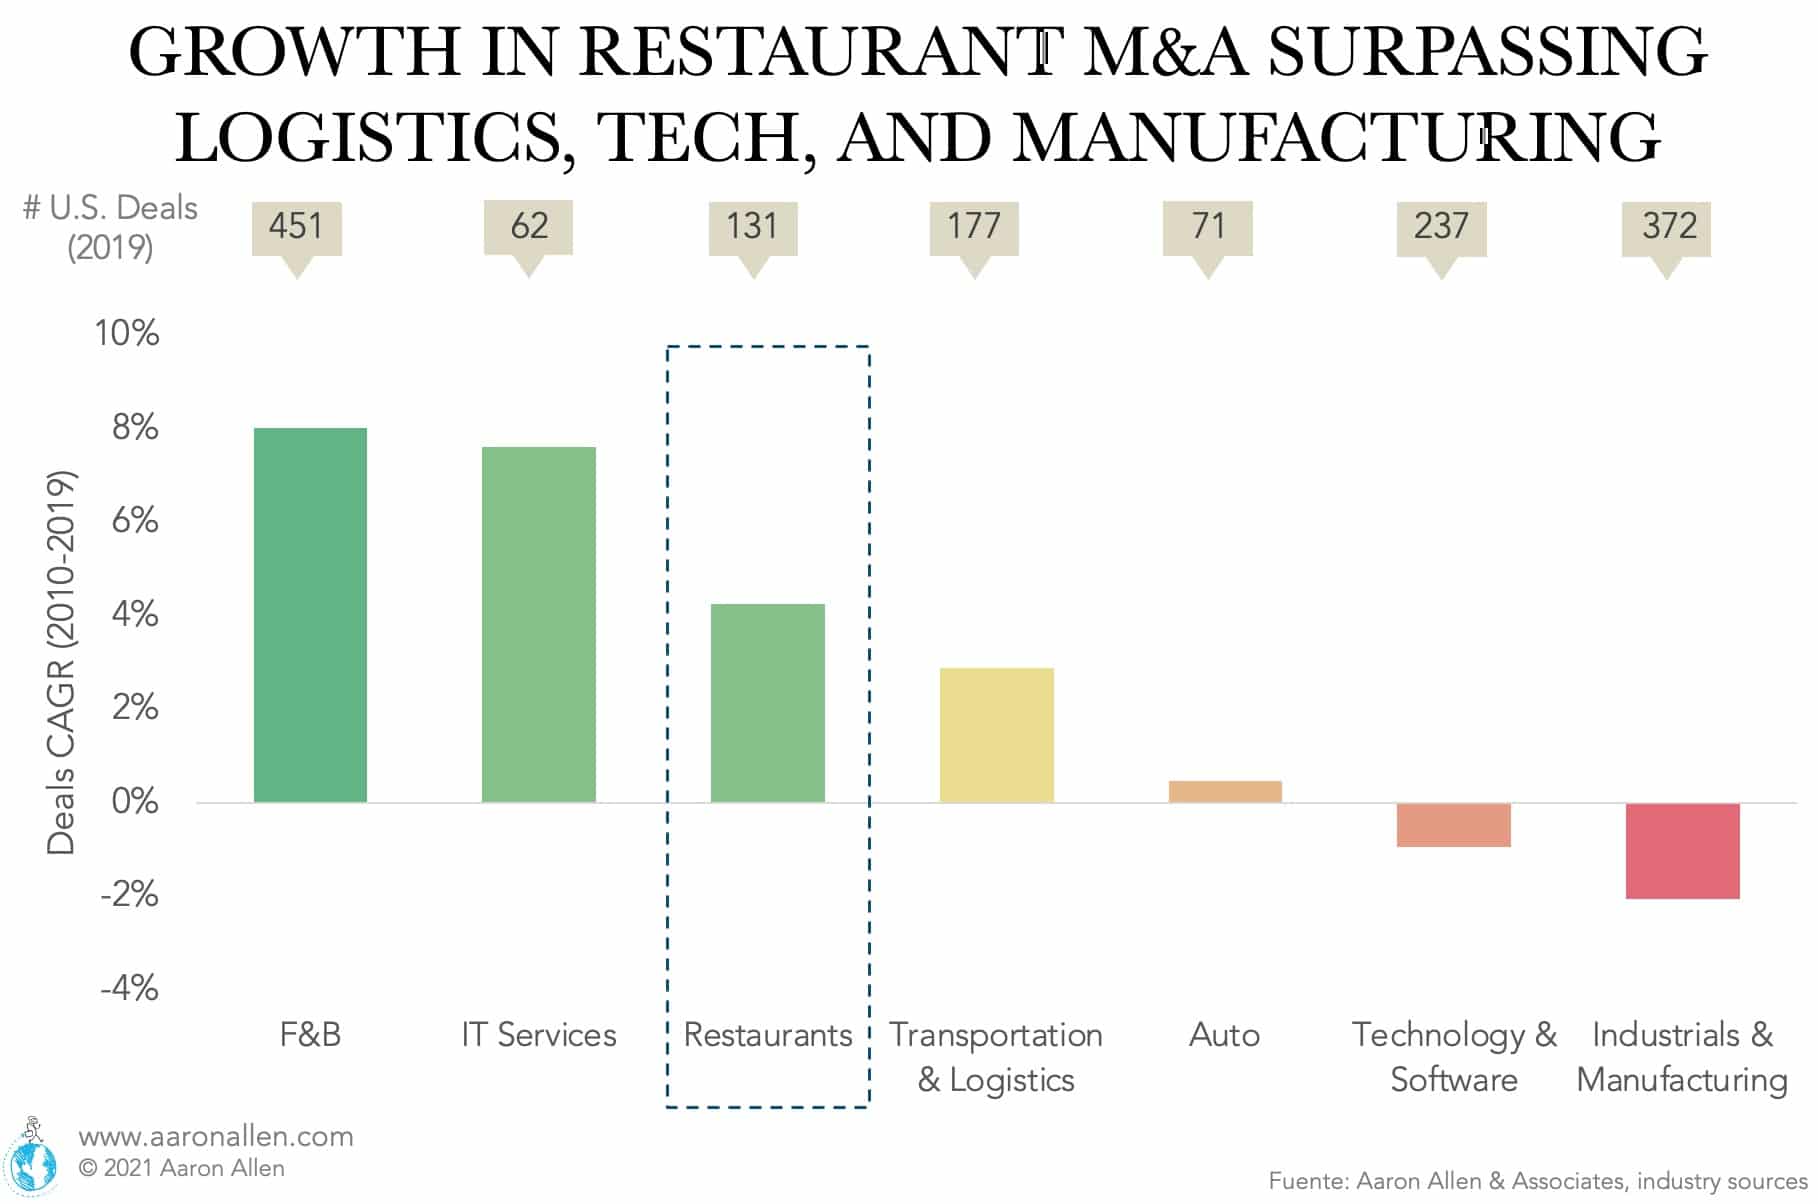 GROWTH IN RESTAURANT M&A SURPASSING
LOGISTICS, TECH, AND MANUFACTURING
# U.S. Deals
(2019)
451
62
131
177
71
237
372
10%
8%
6%
4%
2%
0%
-2%
-4%
Deals CAGR (2010-2019)
F&B
IT Services
Restaurants
Transportation
& Logistics
Auto
Technology &
Software
Industrials &
Manufacturing
www.aaronallen.com
© 2021 Aaron Allen
Fuente: Aaron Allen & Associates, industry sources